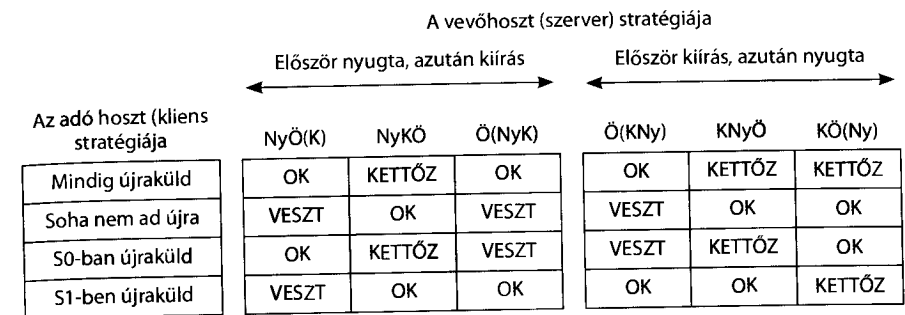 A vevőhoszt (szerver) stratégiája
Először nyugta, azután kiírás Először kiírás, azután nyugta
Az adó hoszt (kliens
stratégiája
NyÖ(K) NyKÖ Ö(NyK) Ö(KNy) KNyÖ KÖ(Ny)
Mindig újraküld OK KETTŐZ OK OK KETTŐZ KETTŐZ
Soha nem ad újra VESZT OK VESZT VESZT OK OK
S0-ban újraküld OK KETTŐZ VESZT VESZT KETTŐZ OK
S1-ben újraküld VESZT OK OK OK OK KETTŐZ